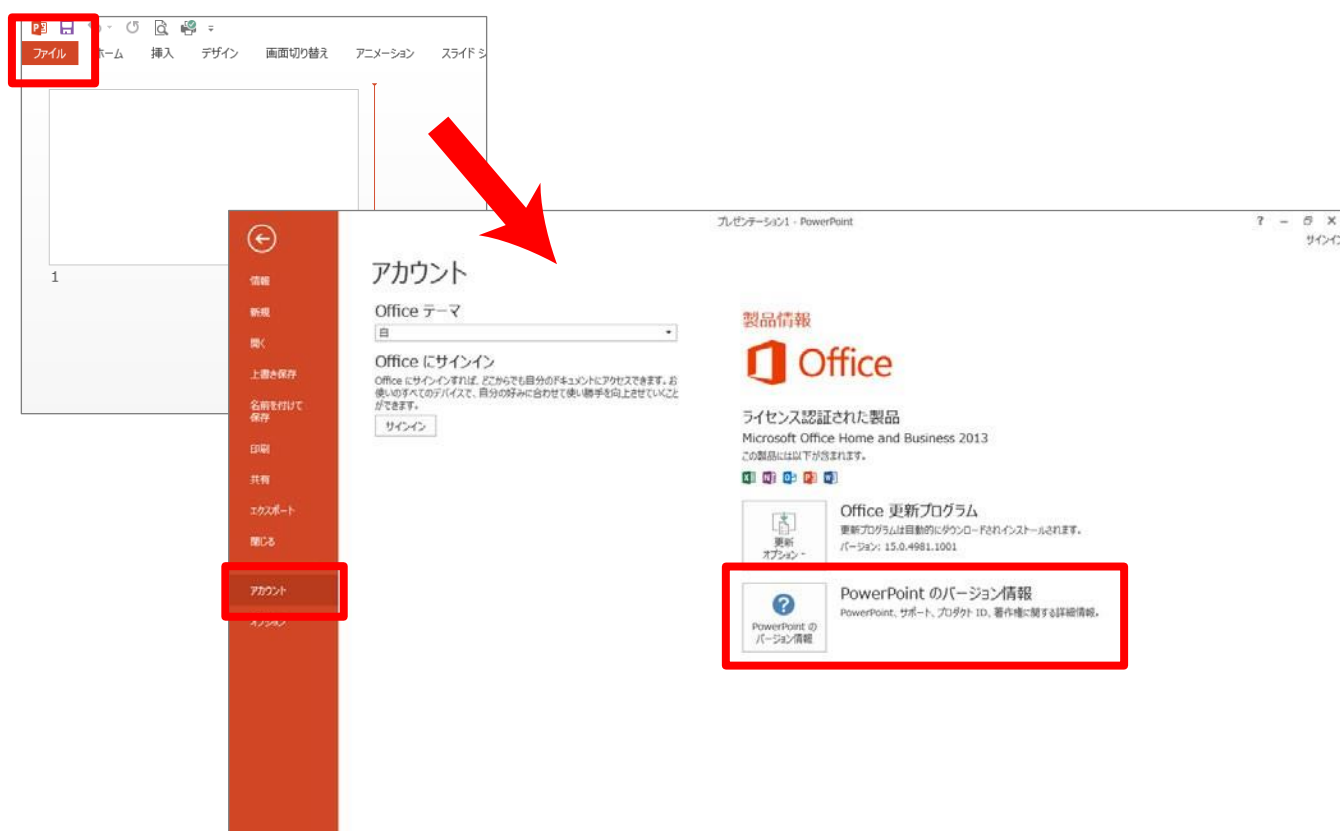 ファイル
ホーム 挿入 デザイン 画面切り替え アニメーション スライド シ
1
プレゼンテーション1 - PowerPoint
? – X
サインイン
情報
新規
開く
上書き保存
名前を付けて
保存
印刷
共有
エクスポート
閉じる
アカウント
オプション
アカウント
Office テーマ
白
Office にサインイン
Office にサインインすれば、どこからでも自分のドキュメントにアクセスできます。お
使いのすべてのデバイスで、自分の好みに合わせて使い勝手を向上させていくこと
ができます。
サインイン
製品情報
Office
ライセンス認証された製品
Microsoft Office Home and Business 2013
この製品には以下が含まれます。
更新
オプション
Office 更新プログラム
更新プログラムは自動的にダウンロードされインストールされます。
バージョン: 15.0.4981.1001
PowerPoint の
バージョン情報
PowerPoint のバージョン情報
PowerPoint、サポート、プロダクト ID、著作権に関する詳細情報。